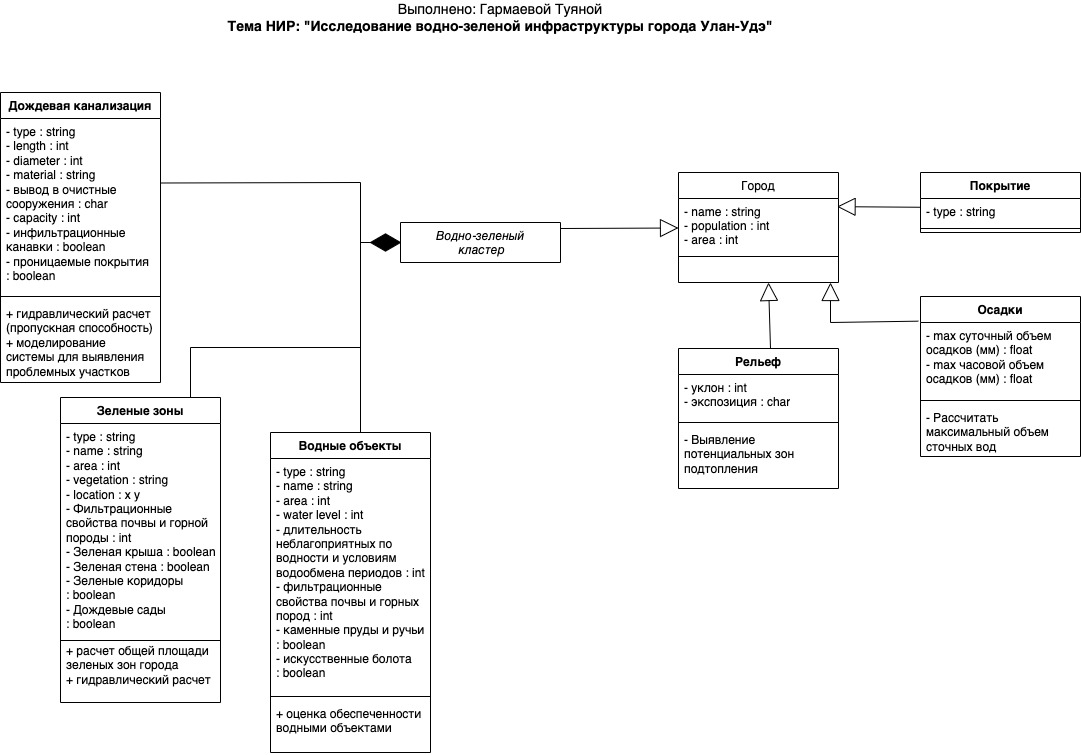 Выполнено: Гармаевой Туяной
Тема НИР: "Исследование водно-зеленой инфраструктуры города Улан-Удэ"
Дождевая канализация
- type : string
- length : int
- diameter : int
- material : string
- вывод в очистные
сооружения : char
- capacity : int
- инфильтрационные
канавки : boolean
- проницаемые покрытия
: boolean
+ гидравлический расчет
(пропускная способность)
+ моделирование
системы для выявления
проблемных участков
Водно-зеленый
кластер
Город
- name : string
- population : int
- area : int
Покрытие
- type : string
Осадки
- max суточный объем
осадков (мм) : float
- max часовой объем
осадков (мм) : float
- Рассчитать
максимальный объем
сточных вод
Рельеф
- уклон : int
- экспозиция : char
- Выявление
потенциальных зон
подтопления
Зеленые зоны
- type : string
- name : string
- area : int
- vegetation : string
- location : x y
- Фильтрационные
свойства почвы и горной
породы : int
- Зеленая крыша : boolean
- Зеленая стена : boolean
- Зеленые коридоры
: boolean
- Дождевые сады
: boolean
+ расчет общей площади
зеленых зон города
+ гидравлический расчет
Водные объекты
- type : string
- name : string
- area : int
- water level : int
- длительность
неблагоприятных по
водности и условиям
водообмена периодов : int
- фильтрационные
свойства почвы и горных
пород : int
- каменные пруды и ручьи
: boolean
- искусственные болота
: boolean
+ оценка обеспеченности
водными объектами